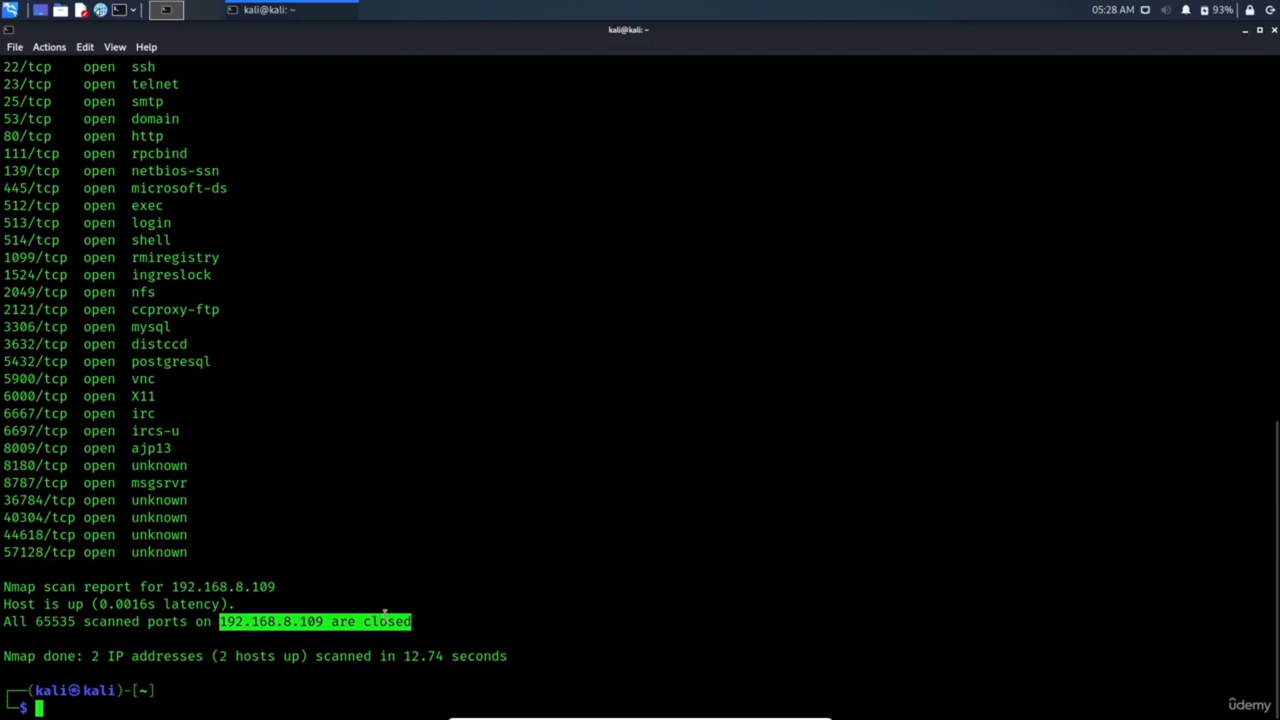 kali@kali: ~
05:28 AM
93%
kali@kali:~
File Actions Edit View Help
22/tcp open ssh
23/tcp open telnet
25/tcp open smtp
53/tcp open domain
80/tcp open http
111/tcp open rpcbind
139/tcp open netbios-ssn
445/tcp open microsoft-ds
512/tcp open exec
513/tcp open login
514/tcp open shell
1099/tcp open rmiregistry
1524/tcp open ingreslock
2049/tcp open nfs
2121/tcp open ccproxy-ftp
3306/tcp open mysql
3632/tcp open distccd
5432/tcp open postgresql
5900/tcp open vnc
6000/tcp open X11
6667/tcp open irc
6697/tcp open ircs-u
8009/tcp open ajp13
8180/tcp open unknown
8787/tcp open msgsrvr
36784/tcp open unknown
40304/tcp open unknown
44618/tcp open unknown
57128/tcp open unknown
Nmap scan report for 192.168.8.109
Host is up (0.0016s latency).
All 65535 scanned ports on 192.168.8.109 are closed
Nmap done: 2 IP addresses (2 hosts up) scanned in 12.74 seconds
┌──(kali㉿kali)-[~]
└─$
ûdemy